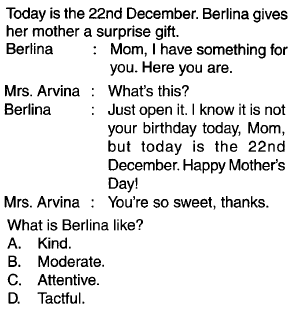 Today is the 22nd December. Berlina gives
her mother a surprise gift.
Berlina : Mom, I have something for
you. Here you are.
Mrs. Arvina : What's this?
Berlina : Just open it. I know it is not
your birthday today, Mom,
but today is the 22nd
December. Happy Mother's
Day!
Mrs. Arvina : You're so sweet, thanks.
What is Berlina like?
A. Kind.
B. Moderate.
C. Attentive.
D. Tactful.